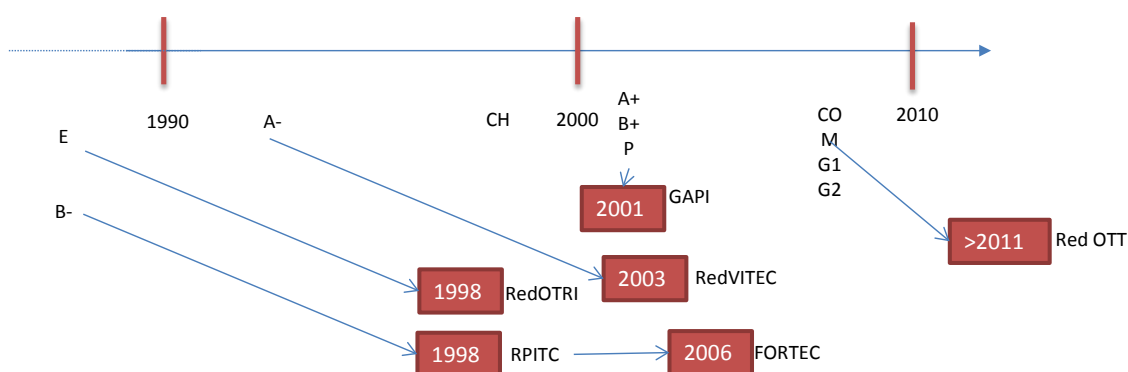 1990
2000
2010
E
B-
A-
CH
A+
B+
P
CO
M
G1
G2
2001 GAPI
>2011 Red OTT
2003 RedVITEC
1998 RedOTRI
1998 RPITC
2006 FORTEC